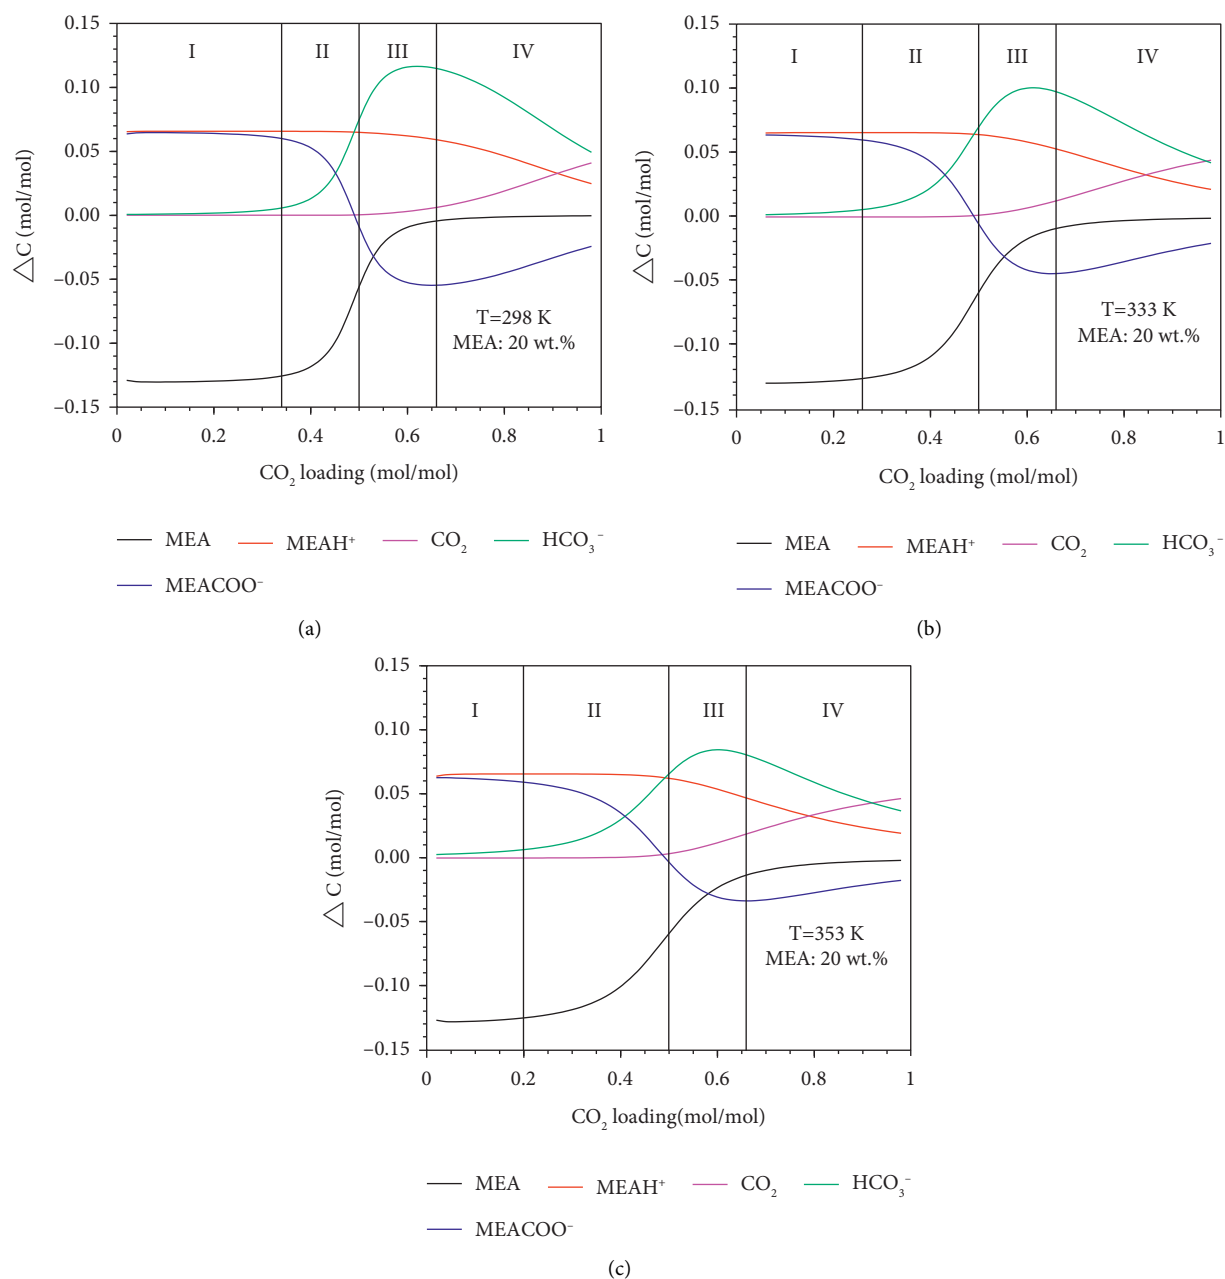 0.15
0.10
0.05
0.00
−0.05
−0.10
−0.15
△C (mol/mol)
I
II
III
IV
T=298 K
MEA: 20 wt.%
0
0.2
0.4
0.6
0.8
1
CO₂ loading (mol/mol)
MEA
MEAH⁺
CO₂
HCO₃⁻
MEACOO⁻
(a)
0.15
0.10
0.05
0.00
−0.05
−0.10
−0.15
△C (mol/mol)
I
II
III
IV
T=333 K
MEA: 20 wt.%
0
0.2
0.4
0.6
0.8
1
CO₂ loading (mol/mol)
MEA
MEAH⁺
CO₂
HCO₃⁻
MEACOO⁻
(b)
0.15
0.10
0.05
0.00
−0.05
−0.10
−0.15
△ C (mol/mol)
I
II
III
IV
T=353 K
MEA: 20 wt.%
0
0.2
0.4
0.6
0.8
1
CO₂ loading(mol/mol)
MEA
MEAH⁺
CO₂
HCO₃⁻
MEACOO⁻
(c)